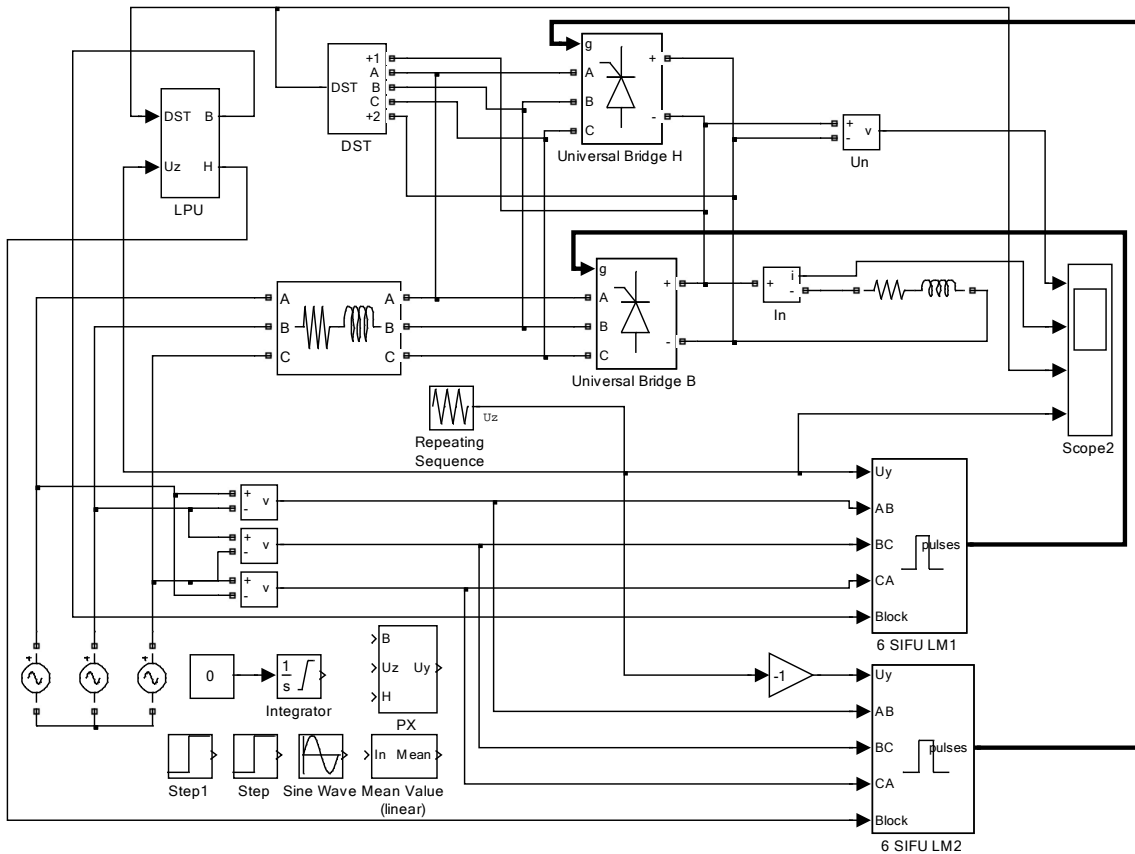 DST
B
Uz
H
LPU
DST
+1
A
B
C
+2
DST
g
A
B
C
+
-
Universal Bridge H
+
-
v
Un
g
A
B
C
+
-
Universal Bridge B
+
i
-
In
Scope2
A
B
C
A
B
C
Repeating
Sequence
Uz
+
-
v
+
-
v
+
-
v
Uy
AB
BC
CA
Block
pulses
6 SIFU LM1
+
+
+
0
1
s
Integrator
B
Uz
H
Uy
PX
-1
Uy
AB
BC
CA
Block
pulses
6 SIFU LM2
Step1
Step
Sine Wave
In
Mean
Mean Value
(linear)